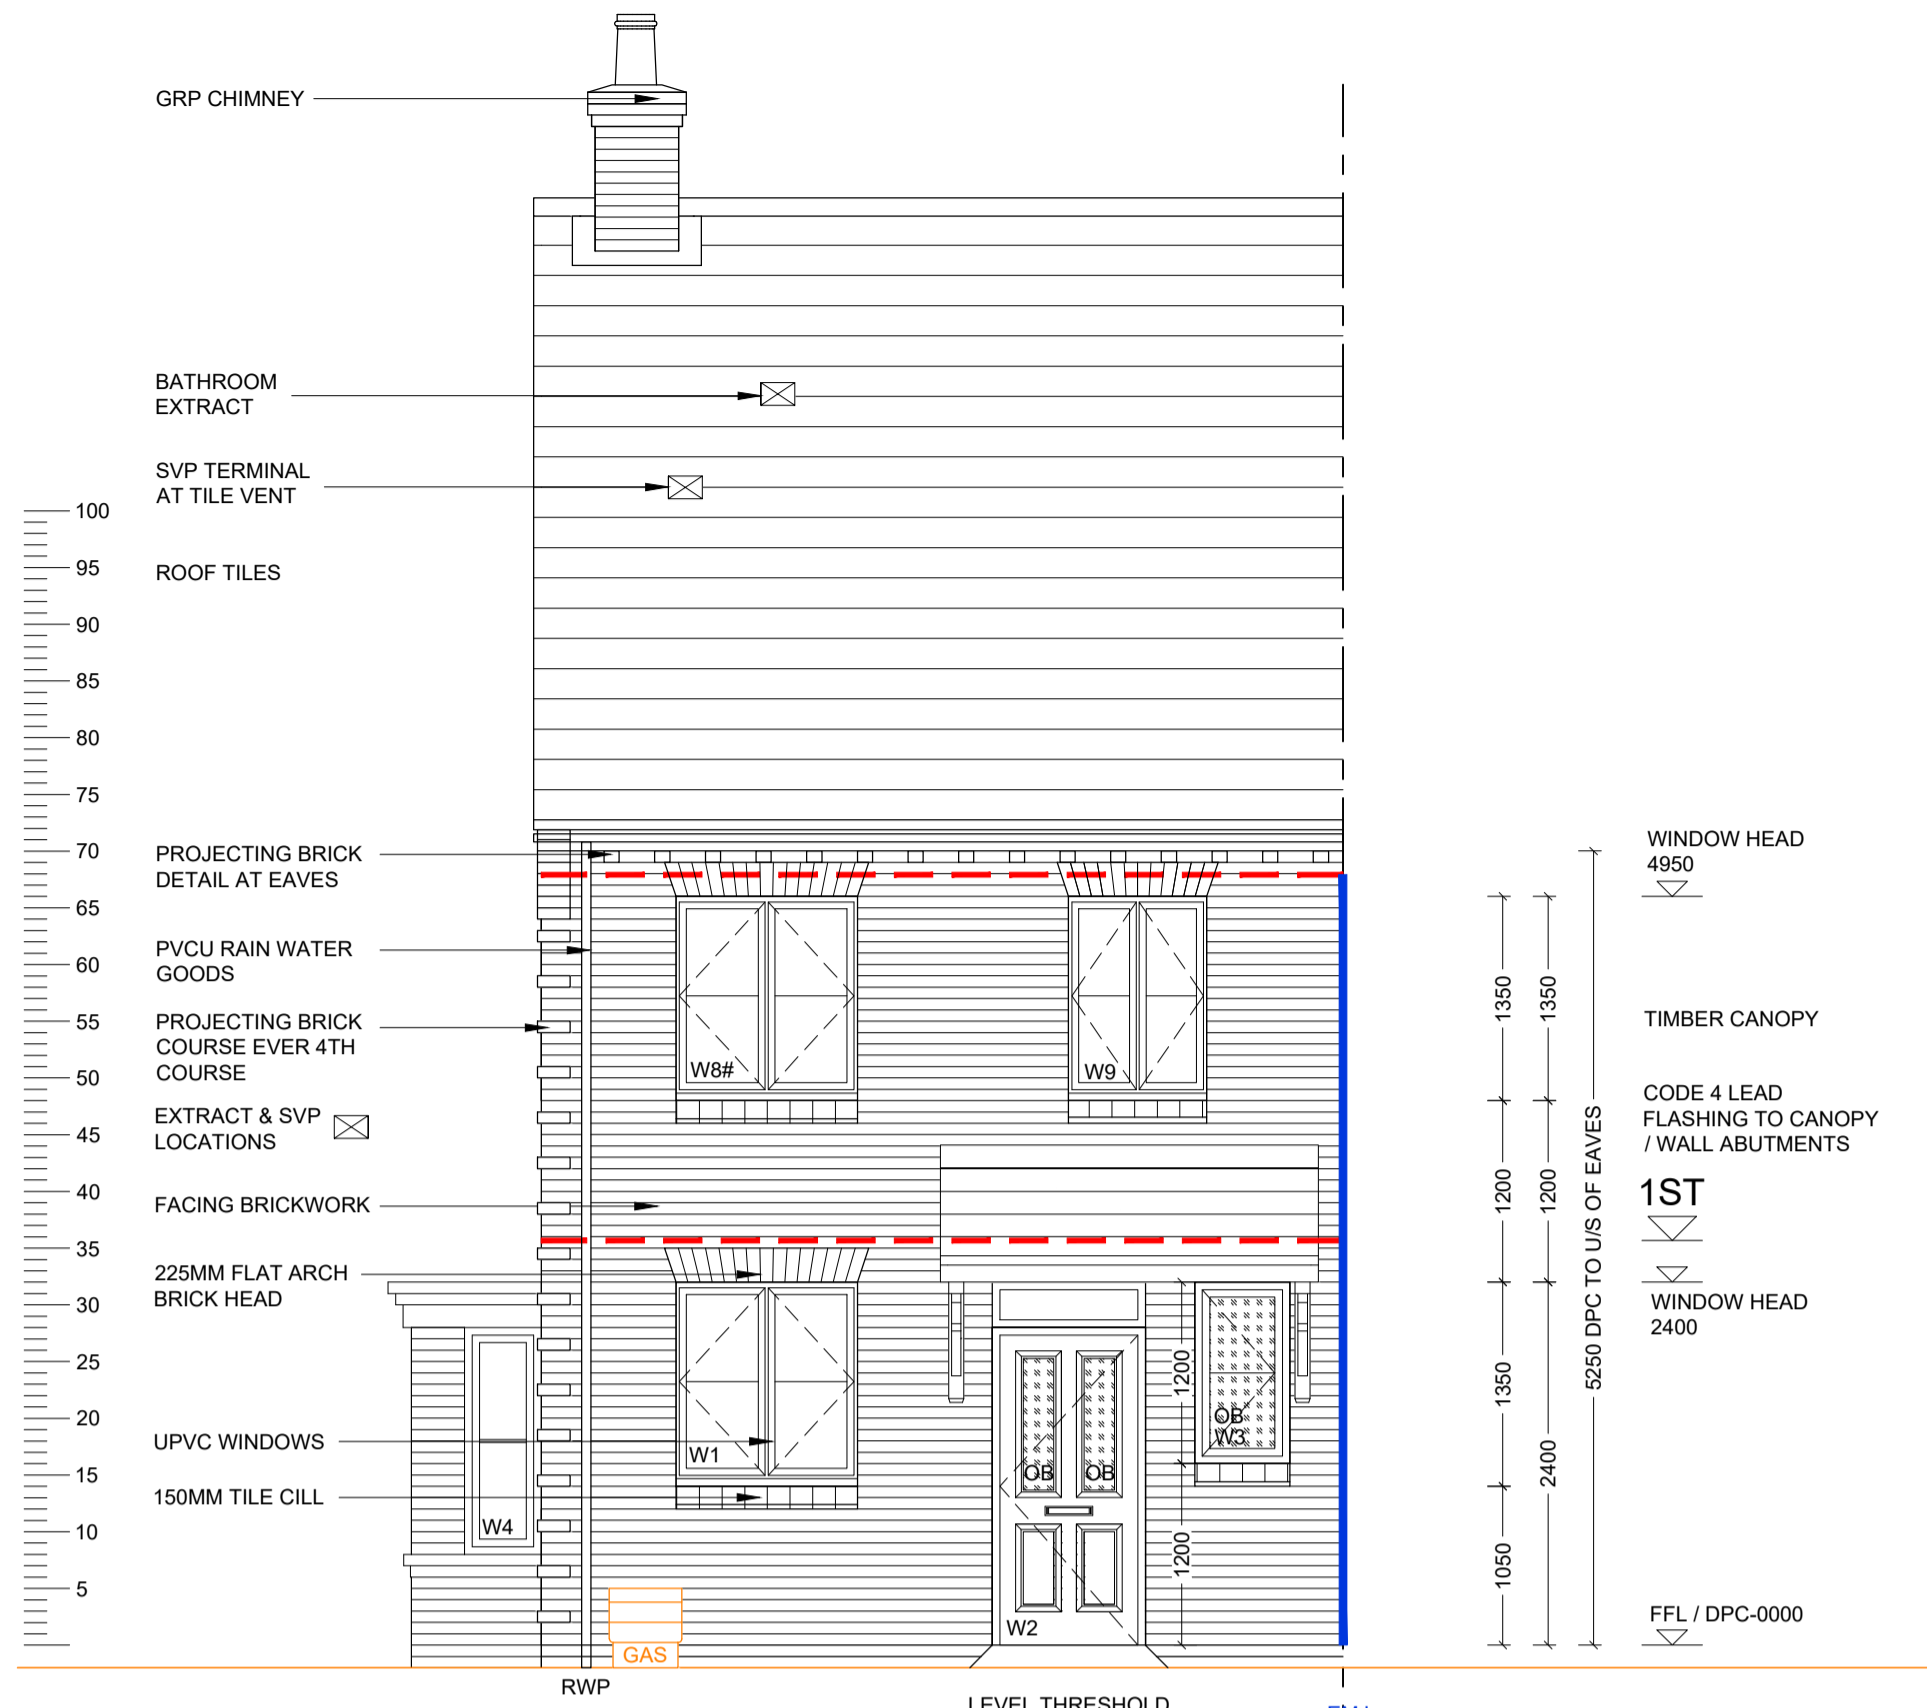 GRP CHIMNEY
BATHROOM
EXTRACT
SVP TERMINAL
AT TILE VENT
ROOF TILES
PROJECTING BRICK
DETAIL AT EAVES
PVCU RAIN WATER
GOODS
PROJECTING BRICK
COURSE EVER 4TH
COURSE
EXTRACT & SVP
LOCATIONS
FACING BRICKWORK
225MM FLAT ARCH
BRICK HEAD
UPVC WINDOWS
150MM TILE CILL
100
95
90
85
80
75
70
65
60
55
50
45
40
35
30
25
20
15
10
5
W8#
W9
W1
W4
W2
OB
OB
OB
W3
1200
1200
GAS
RWP
LEVEL THRESHOLD
1350
1200
1350
1050
1350
1200
2400
5250 DPC TO U/S OF EAVES
WINDOW HEAD
4950
TIMBER CANOPY
CODE 4 LEAD
FLASHING TO CANOPY
/ WALL ABUTMENTS
1ST
WINDOW HEAD
2400
FFL / DPC-0000